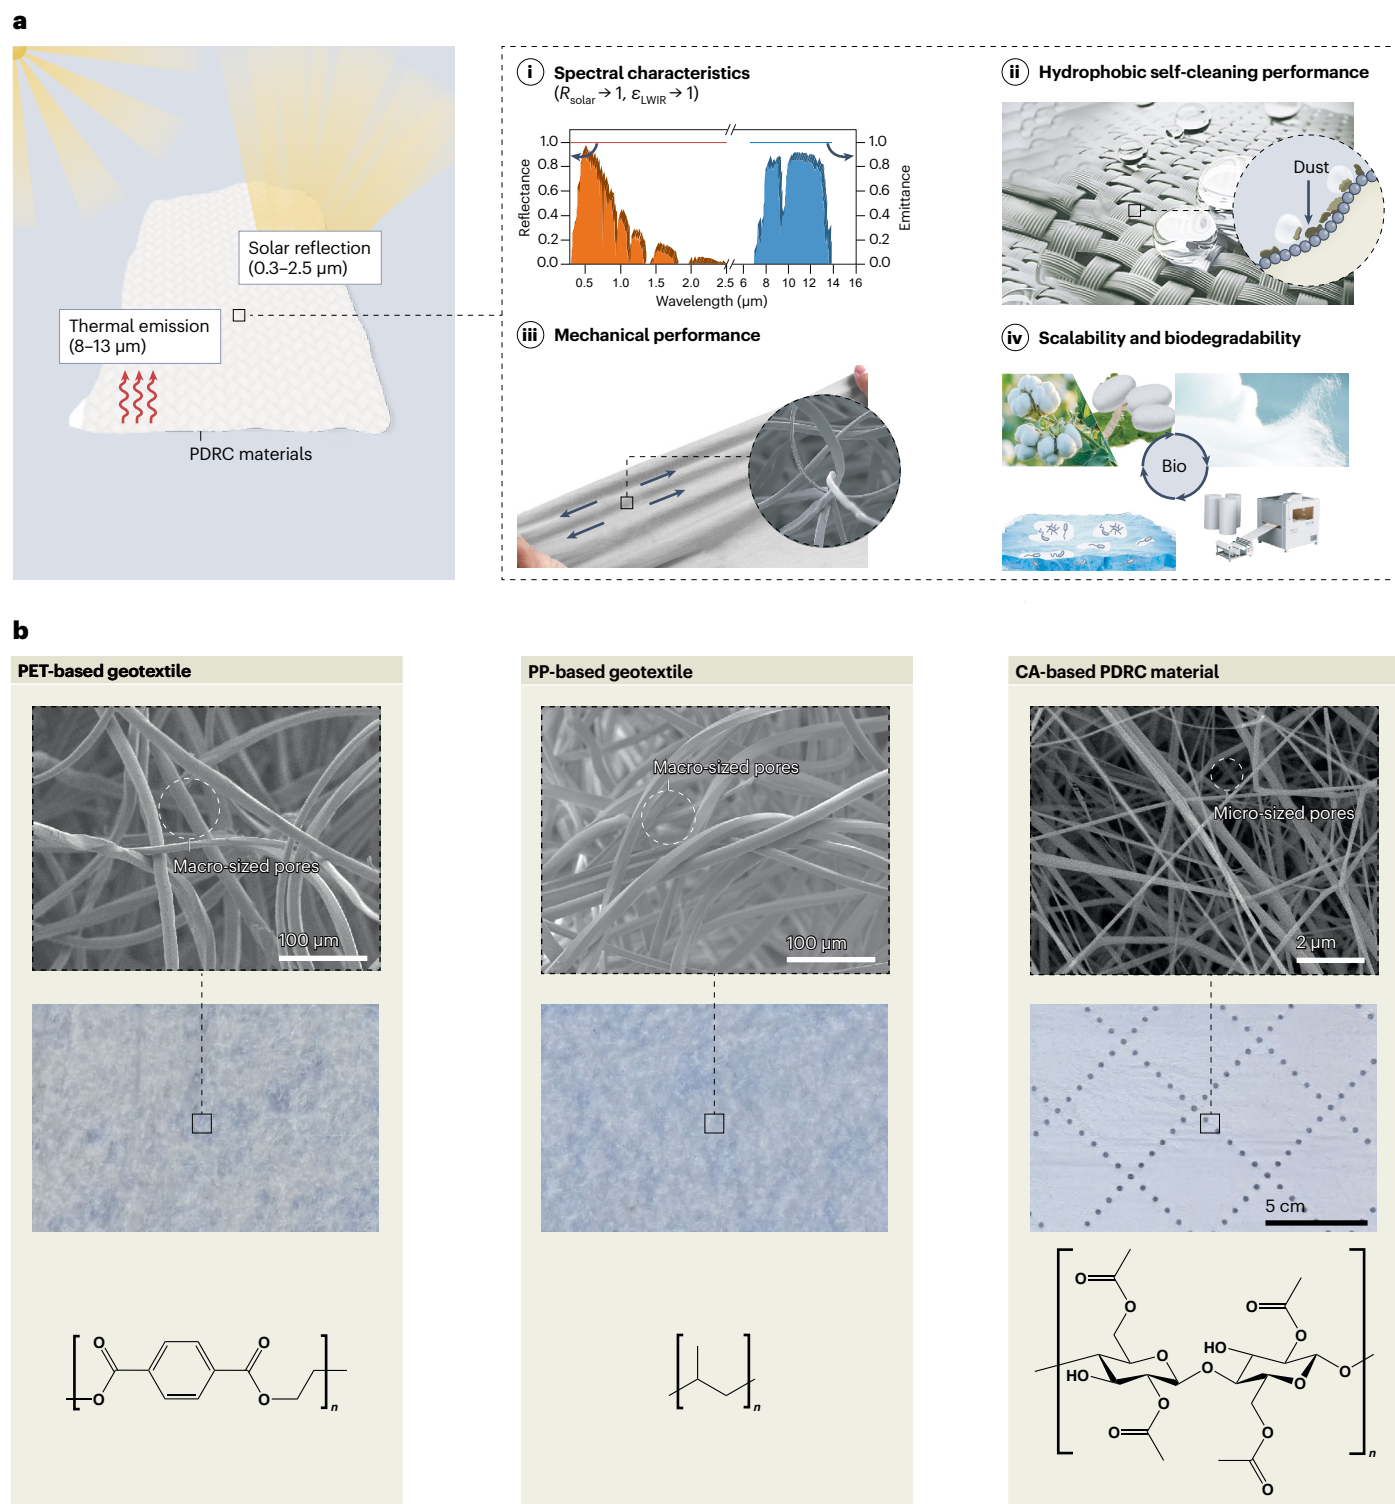 a
i Spectral characteristics
(Rsolar → 1, εLWIR → 1)
1.0
0.8
0.6
0.4
0.2
0.0
Reflectance
1.0
0.8
0.6
0.4
0.2
0.0
Emittance
0.5 1.0 1.5 2.0 2.5 6 8 10 12 14 16
Wavelength (μm)
ii Hydrophobic self-cleaning performance
Dust
Solar reflection
(0.3–2.5 μm)
Thermal emission
(8–13 μm)
PDRC materials
iii Mechanical performance
iv Scalability and biodegradability
Bio
b
PET-based geotextile
Macro-sized pores
100 μm
O
O
O
O
n
PP-based geotextile
Macro-sized pores
100 μm
n
CA-based PDRC material
Micro-sized pores
2 μm
5 cm
O
O
O
O
HO
O
HO
O
O
O
O
O
O
O
n